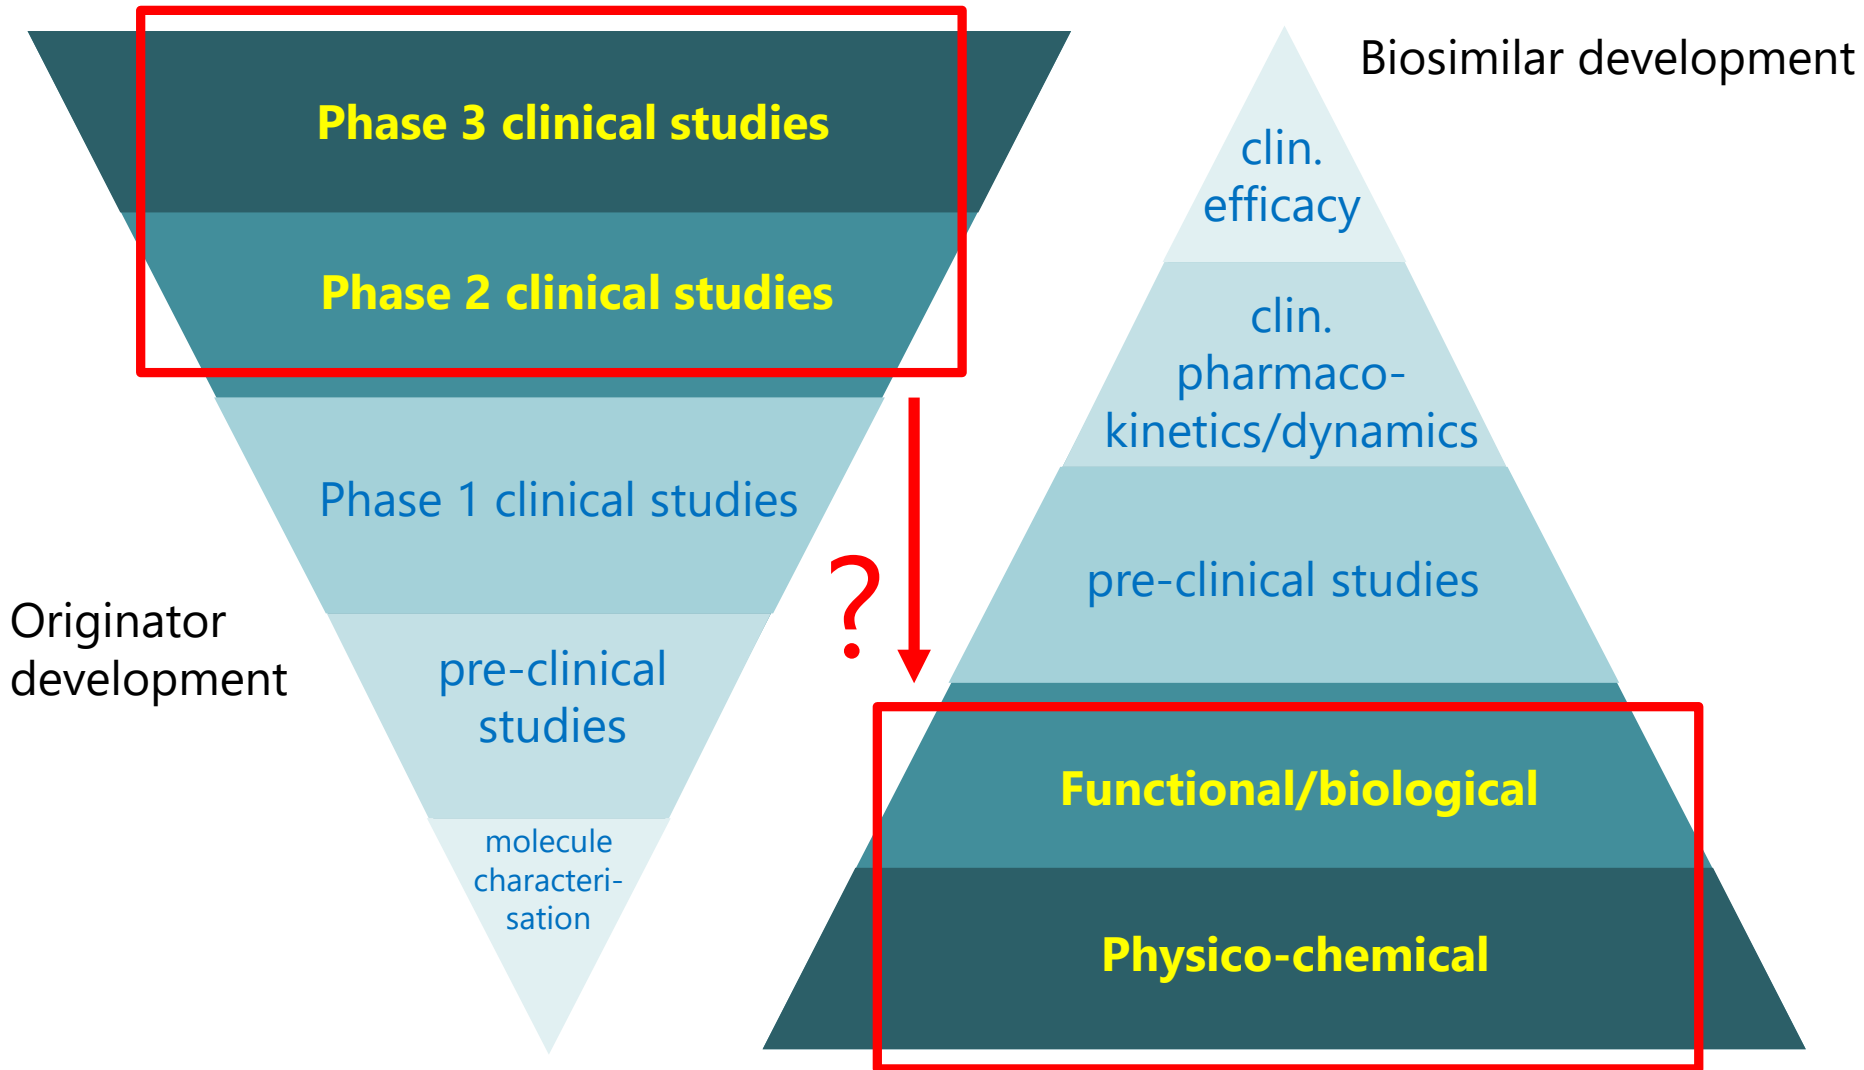 Phase 3 clinical studies
Phase 2 clinical studies
Phase 1 clinical studies
pre-clinical
studies
molecule
characteri-
sation
Originator
development
?
Biosimilar development
clin.
efficacy
clin.
pharmaco-
kinetics/dynamics
pre-clinical studies
Functional/biological
Physico-chemical